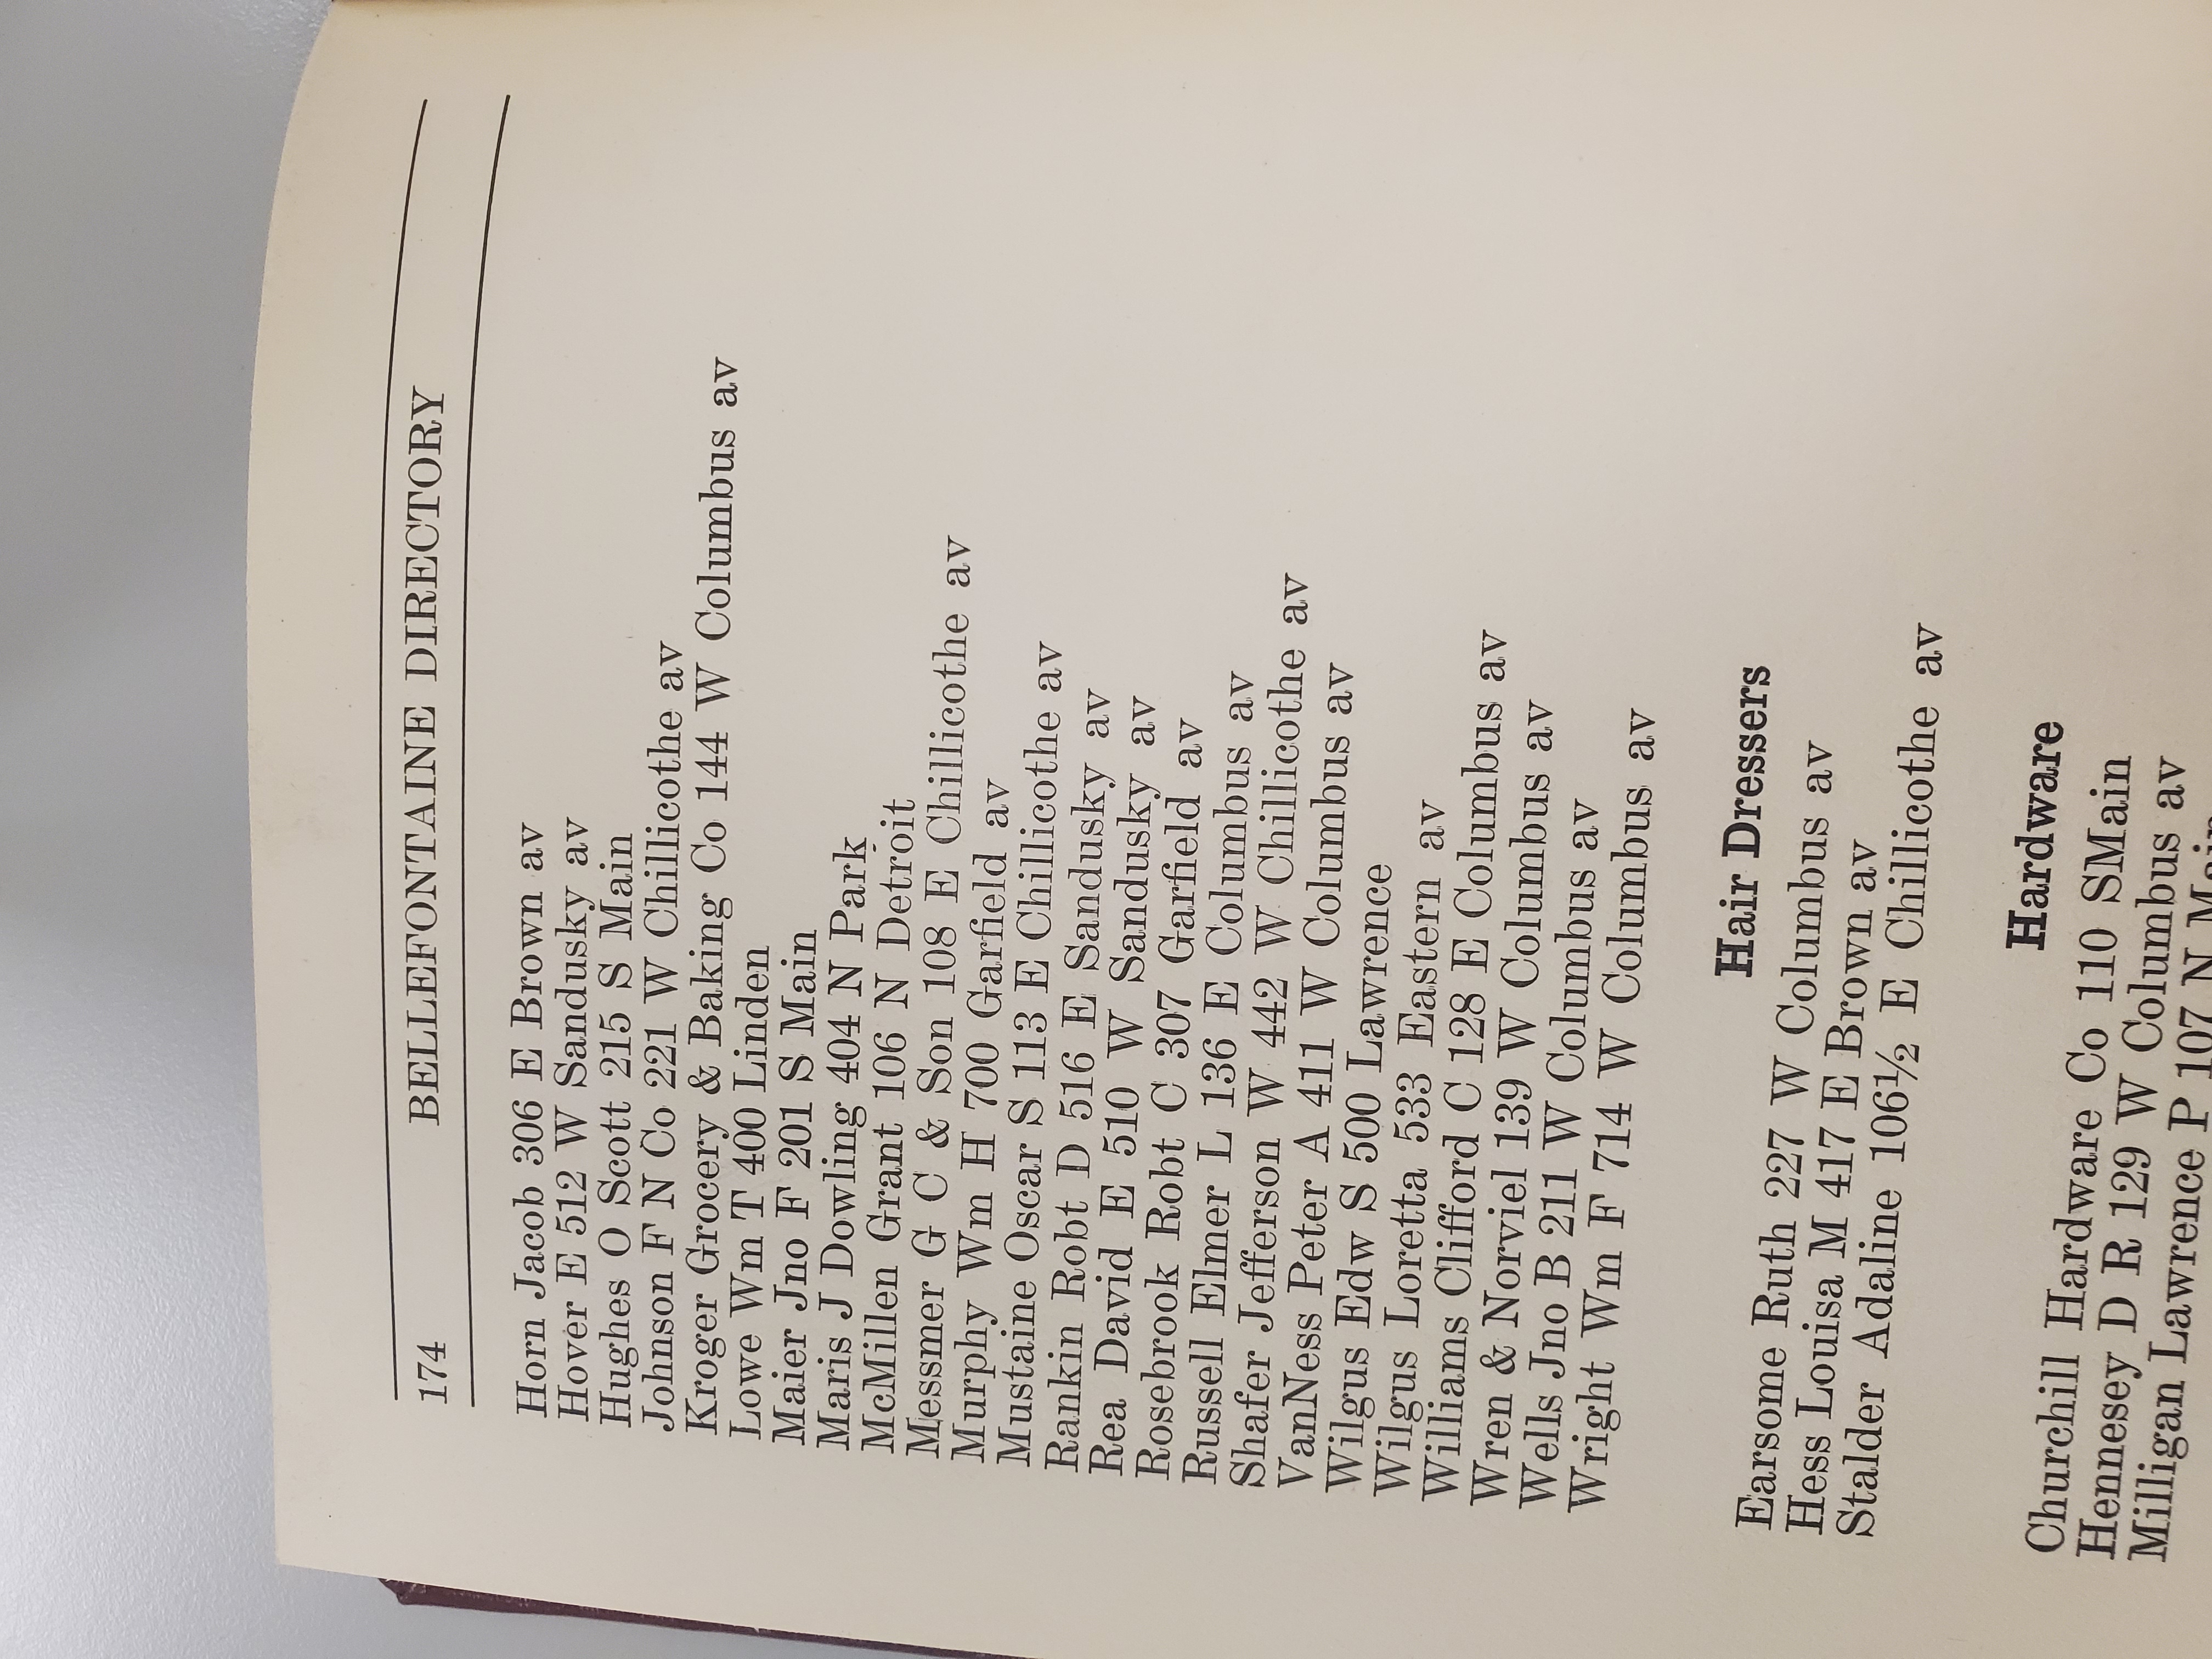 174 BELLEFONTAINE DIRECTORY
Horn Jacob 306 E Brown av
Hover E 512 W Sandusky av
Hughes O Scott 215 S Main
Johnson F N Co 221 W Chillicothe av
Kroger Grocery & Baking Co 144 W Columbus av
Lowe Wm T 400 Linden
Maier Jno F 201 S Main
Maris J Dowling 404 N Park
McMillen Grant 106 N Detroit
Messmer G C & Son 108 E Chillicothe av
Murphy Wm H 700 Garfield av
Mustaine Oscar S 113 E Chillicothe av
Rankin Robt D 516 E Sandusky av
Rea David E 510 W Sandusky av
Rosebrook Robt C 307 Garfield av
Russell Elmer L 136 E Columbus av
Shafer Jefferson W 442 W Chillicothe av
VanNess Peter A 411 W Columbus av
Wilgus Edw S 500 Lawrence
Wilgus Loretta 533 Eastern av
Williams Clifford C 128 E Columbus av
Wren & Norviel 139 W Columbus av
Wells Jno B 211 W Columbus av
Wright Wm F 714 W Columbus av
Hair Dressers
Earsome Ruth 227 W Columbus av
Hess Louisa M 417 E Brown av
Stalder Adaline 106½ E Chillicothe av
Hardware
Churchill Hardware Co 110 SMain
Hennesey D R 129 W Columbus av
Milligan Lawrence P 107 N Main